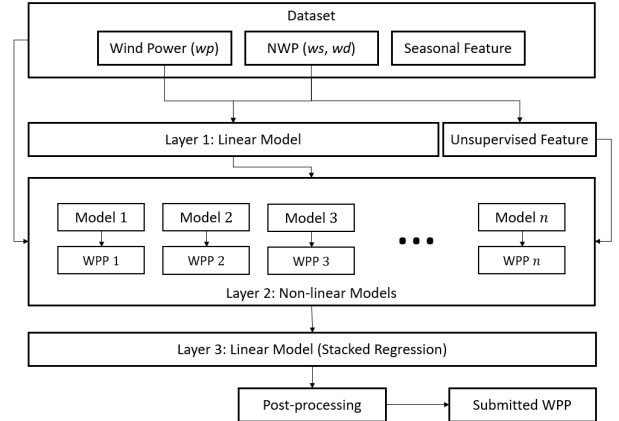 Dataset
Wind Power (wp)
NWP (ws, wd)
Seasonal Feature
Layer 1: Linear Model
Unsupervised Feature
Model 1
Model 2
Model 3
Model n
...
WPP 1
WPP 2
WPP 3
WPP n
Layer 2: Non-linear Models
Layer 3: Linear Model (Stacked Regression)
Post-processing
Submitted WPP